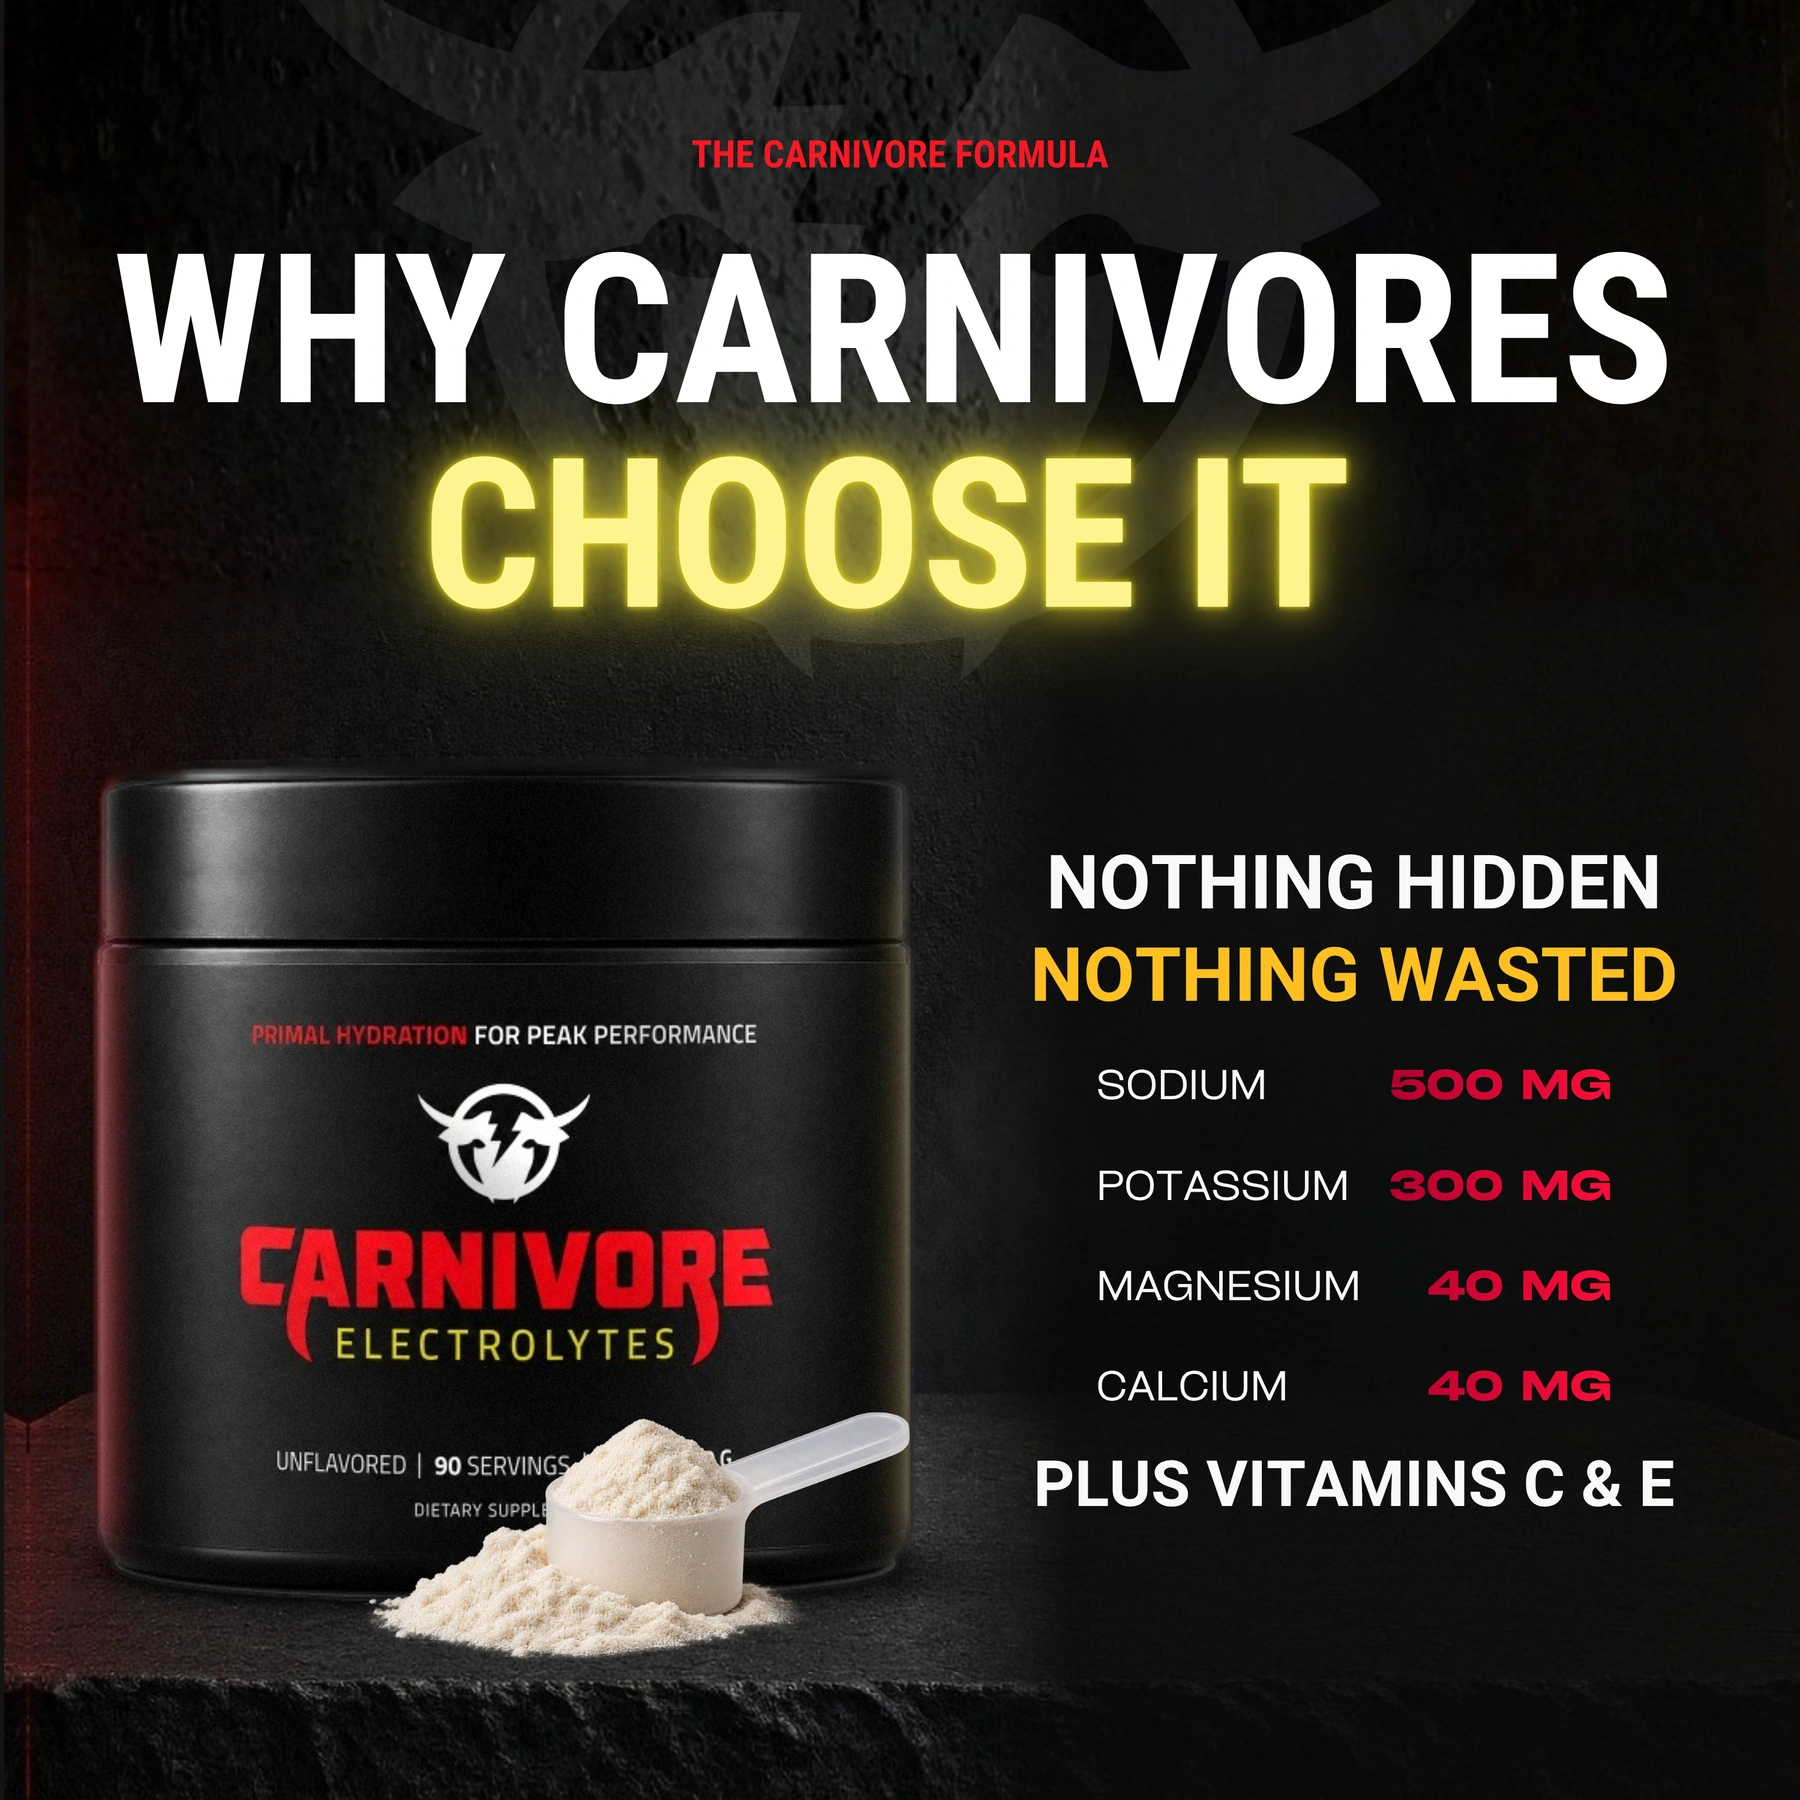 THE CARNIVORE FORMULA
WHY CARNIVORES
CHOOSE IT
PRIMAL HYDRATION FOR PEAK PERFORMANCE
CARNIVORE
ELECTROLYTES
UNFLAVORED | 90 SERVINGS
DIETARY
NOTHING HIDDEN
NOTHING WASTED
SODIUM 500 MG
POTASSIUM 300 MG
MAGNESIUM 40 MG
CALCIUM 40 MG
PLUS VITAMINS C & E